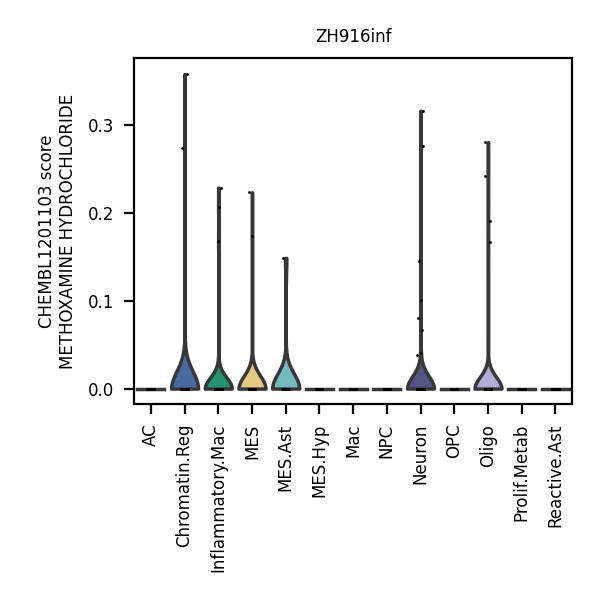 ZH916inf
CHEMBL1201103 score
METHOXAMINE HYDROCHLORIDE
0.3
0.2
0.1
0.0
AC
Chromatin.Reg
Inflammatory.Mac
MES
MES.Ast
MES.Hyp
Mac
NPC
Neuron
OPC
Oligo
Prolif.Metab
Reactive.Ast